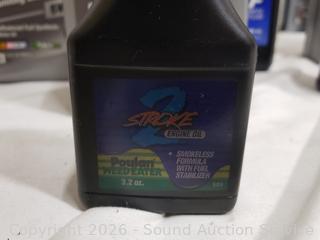 2
STROKE
ENGINE OIL
• SMOKELESS
FORMULA
WITH FUEL
STABILIZER
Poulan
WEED EATER
3.2 oz.
Copyright 2026 - Sound Auction Service